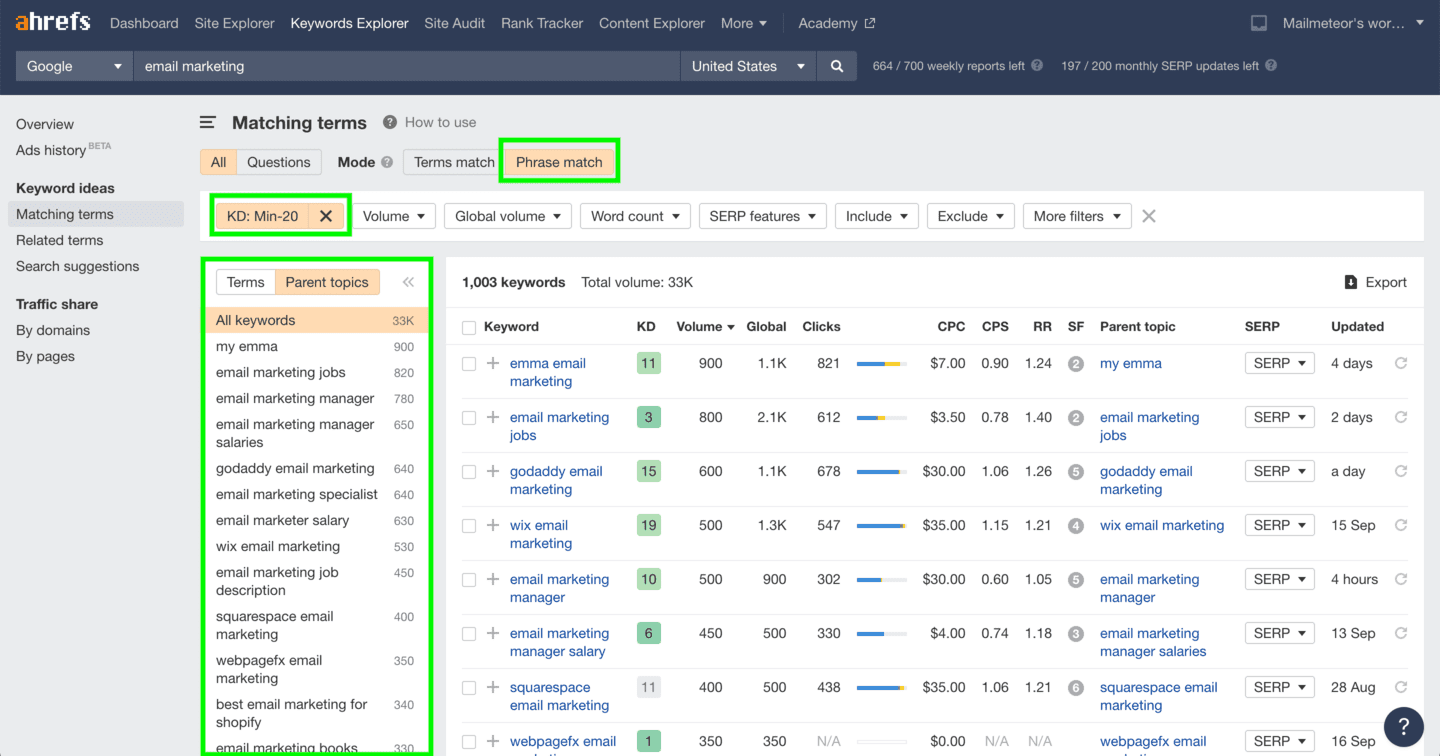 ahrefs Dashboard Site Explorer Keywords Explorer Site Audit Rank Tracker Content Explorer More Academy Mailmeteor's wor...
Google email marketing United States 664 / 700 weekly reports left ? 197 / 200 monthly SERP updates left ?
Overview
Ads history BETA
Keyword ideas
Matching terms
Related terms
Search suggestions
Traffic share
By domains
By pages
Matching terms ? How to use
All Questions Mode ? Terms match Phrase match
KD: Min-20 Volume Global volume Word count SERP features Include Exclude More filters
Terms Parent topics
All keywords 33K
my emma 900
email marketing jobs 820
email marketing manager 780
email marketing manager 650
salaries
godaddy email marketing 640
email marketing specialist 640
email marketer salary 630
wix email marketing 530
email marketing job 450
description
squarespace email 400
marketing
webpagefx email 350
marketing
best email marketing for 340
shopify
email marketing books 330
1,003 keywords Total volume: 33K Export
Keyword KD Volume Global Clicks CPC CPS RR SF Parent topic SERP Updated
emma email 11 900 1.1K 821 $7.00 0.90 1.24 2 my emma SERP 4 days
marketing
email marketing 3 800 2.1K 612 $3.50 0.78 1.40 2 email marketing SERP 2 days
jobs jobs
godaddy email 15 600 1.1K 678 $30.00 1.06 1.26 5 godaddy email SERP a day
marketing marketing
wix email 19 500 1.3K 547 $35.00 1.15 1.21 4 wix email marketing SERP 15 Sep
marketing
email marketing 10 500 900 302 $30.00 0.60 1.05 5 email marketing SERP 4 hours
manager manager
email marketing 6 450 500 330 $4.00 0.74 1.18 3 email marketing SERP 13 Sep
manager salary manager salaries
squarespace 11 400 500 438 $35.00 1.06 1.21 6 squarespace email SERP 28 Aug
email marketing marketing
webpagefx email 1 350 350 N/A $0.00 N/A N/A webpagefx email SERP 16 Sep
?